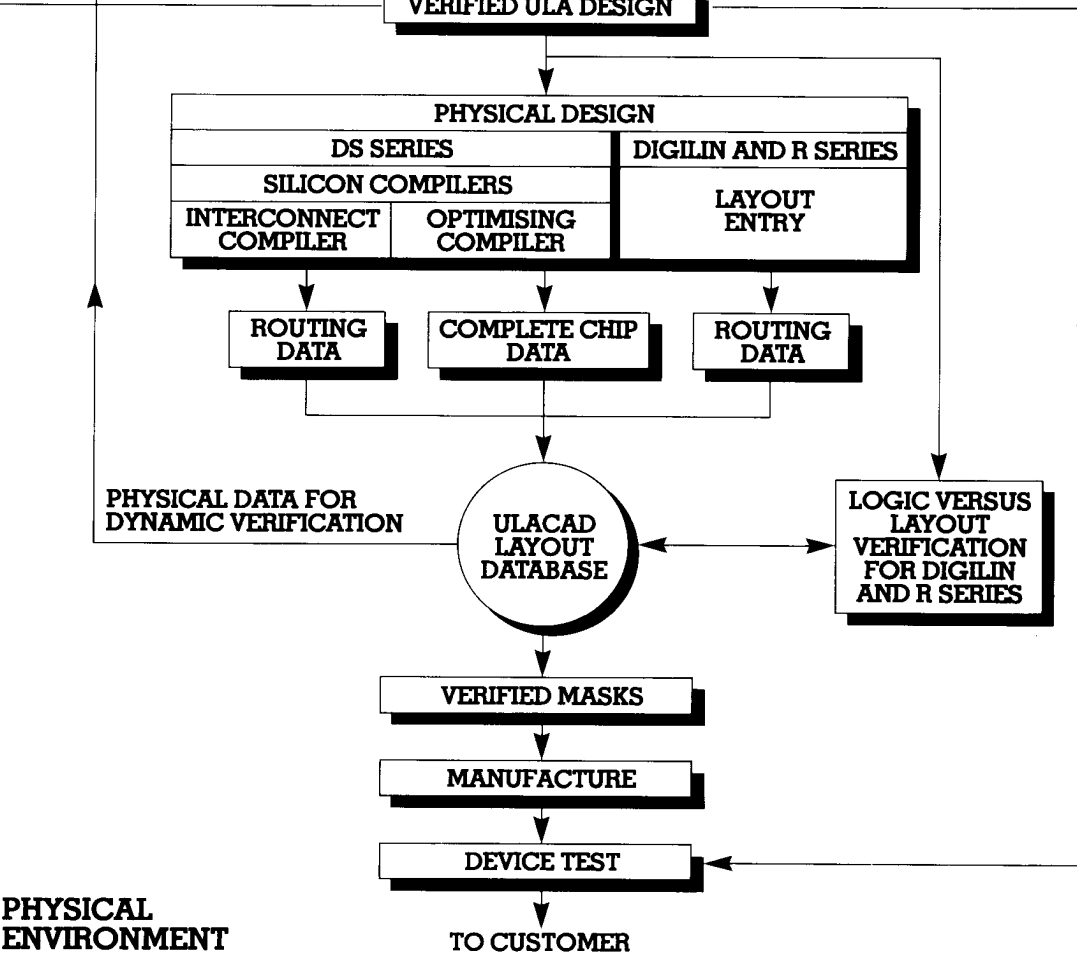 VERIFIED ULA DESIGN
PHYSICAL DESIGN
DS SERIES
DIGILIN AND R SERIES
SILICON COMPILERS
LAYOUT
ENTRY
INTERCONNECT
COMPILER
OPTIMISING
COMPILER
ROUTING
DATA
COMPLETE CHIP
DATA
ROUTING
DATA
PHYSICAL DATA FOR
DYNAMIC VERIFICATION
ULACAD
LAYOUT
DATABASE
LOGIC VERSUS
LAYOUT
VERIFICATION
FOR DIGILIN
AND R SERIES
VERIFIED MASKS
MANUFACTURE
DEVICE TEST
PHYSICAL
ENVIRONMENT
TO CUSTOMER